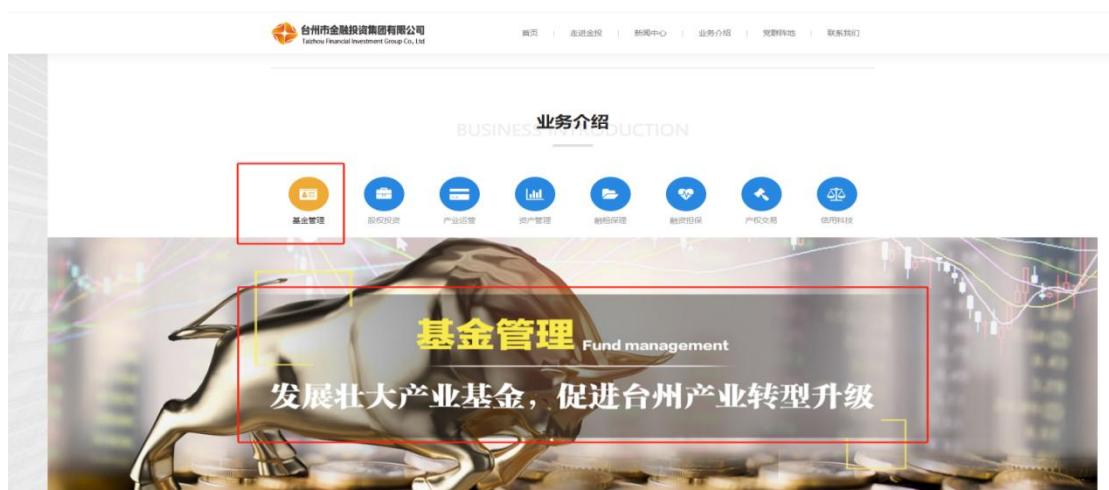 台州市金融投资集团有限公司
Taizhou Financial Investment Group Co., Ltd
首页 | 走进金投 | 新闻中心 | 业务介绍 | 党群阵地 | 联系我们
业务介绍
BUSINESS INTRODUCTION
基金管理 股权投资 产业运营 资产管理 融租保理 融资担保 产权交易 信用科技
基金管理 Fund management
发展壮大产业基金，促进台州产业转型升级